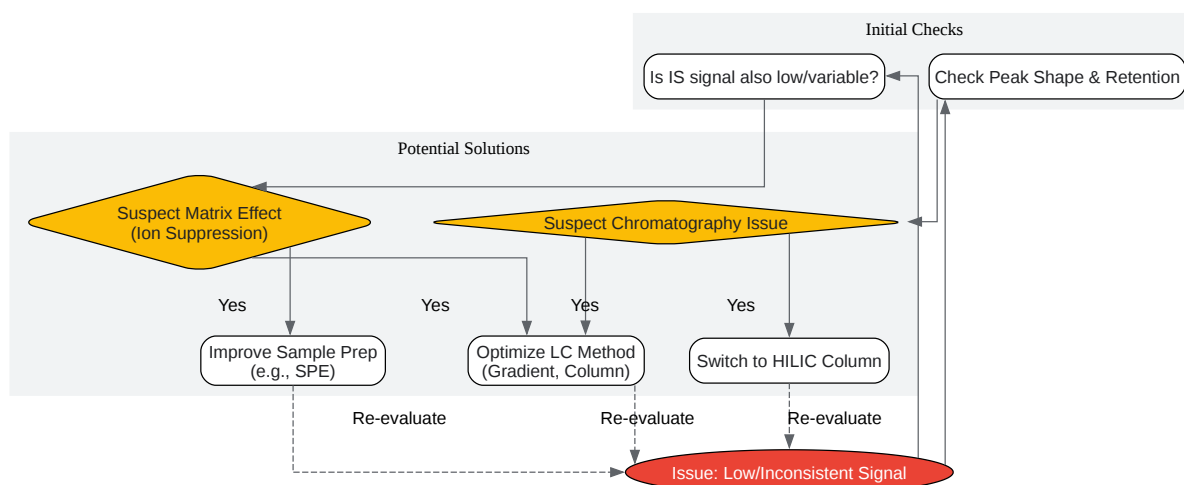 Initial Checks
Is IS signal also low/variable?
Check Peak Shape & Retention
Potential Solutions
Suspect Matrix Effect
(Ion Suppression)
Suspect Chromatography Issue
Yes
Yes
Yes
Yes
Improve Sample Prep
(e.g., SPE)
Optimize LC Method
(Gradient, Column)
Switch to HILIC Column
Re-evaluate
Re-evaluate
Re-evaluate
Issue: Low/Inconsistent Signal